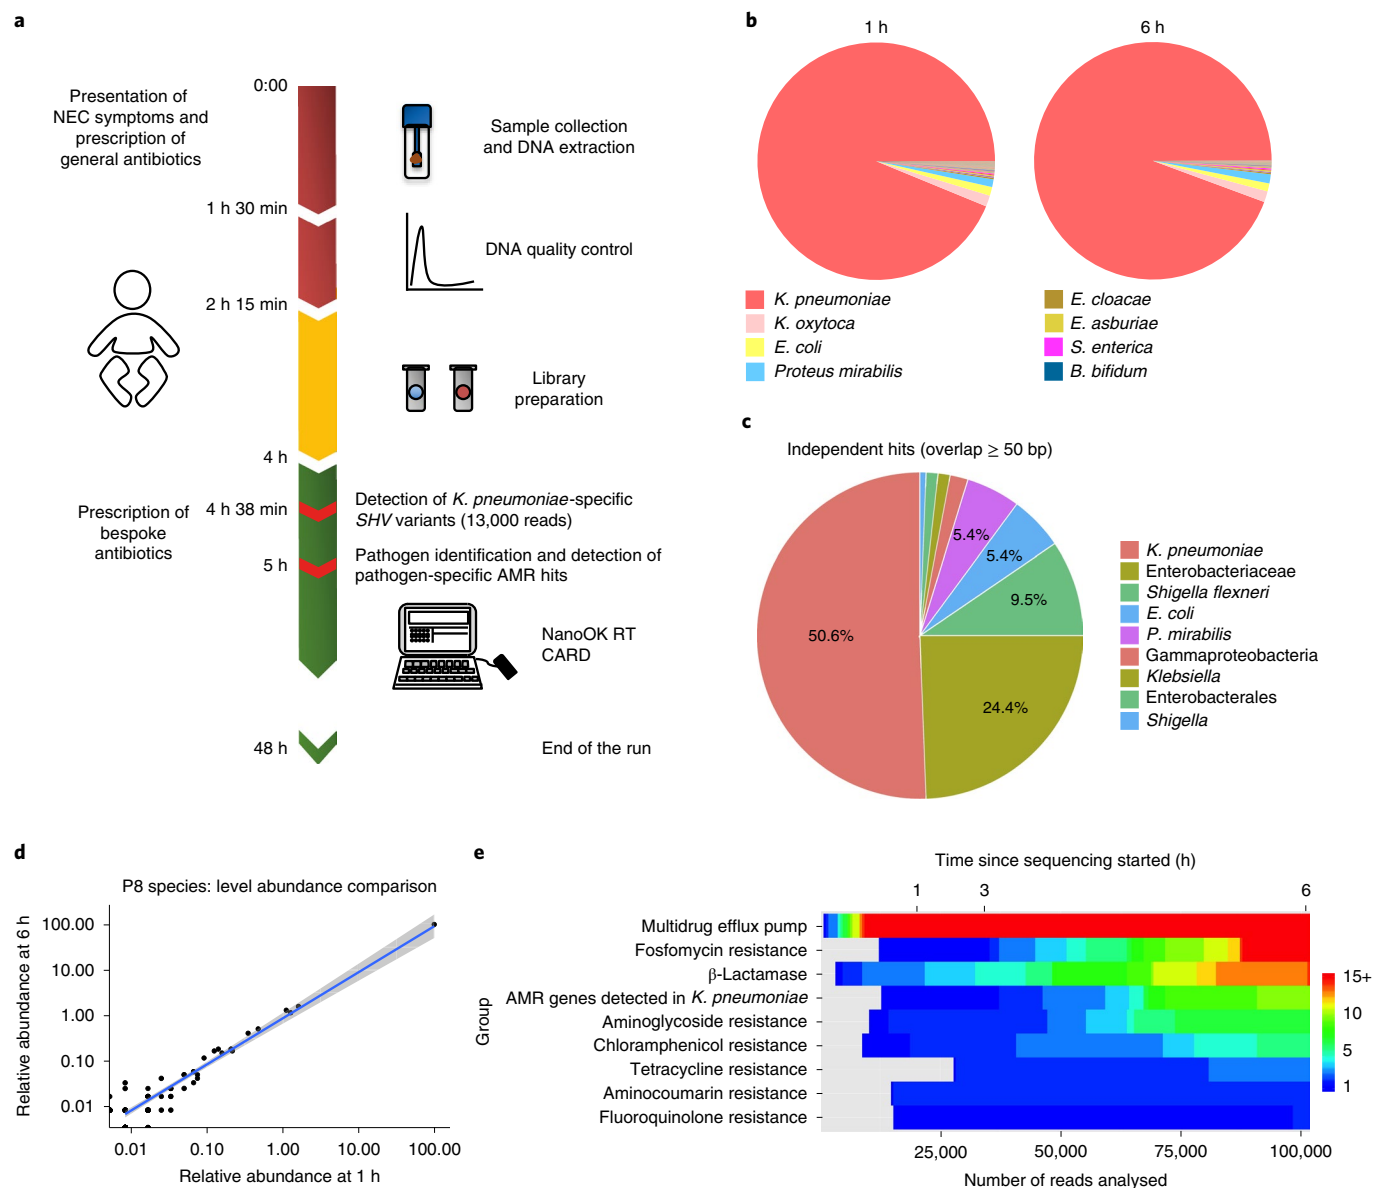 a
0:00
Presentation of
NEC symptoms and
prescription of
general antibiotics
Sample collection
and DNA extraction
1 h 30 min
DNA quality control
2 h 15 min
Library
preparation
4 h
Prescription of
bespoke
antibiotics
4 h 38 min
Detection of K. pneumoniae-specific
SHV variants (13,000 reads)
5 h
Pathogen identification and detection of
pathogen-specific AMR hits
NanoOK RT
CARD
48 h
End of the run
b
1 h
6 h
K. pneumoniae
K. oxytoca
E. coli
Proteus mirabilis
E. cloacae
E. asburiae
S. enterica
B. bifidum
c
Independent hits (overlap ≥ 50 bp)
5.4%
5.4%
9.5%
50.6%
24.4%
K. pneumoniae
Enterobacteriaceae
Shigella flexneri
E. coli
P. mirabilis
Gammaproteobacteria
Klebsiella
Enterobacterales
Shigella
d
P8 species: level abundance comparison
Relative abundance at 6 h
100.00
10.00
1.00
0.10
0.01
0.01
0.10
1.00
10.00
100.00
Relative abundance at 1 h
e
Time since sequencing started (h)
1
3
6
Group
Multidrug efflux pump
Fosfomycin resistance
β-Lactamase
AMR genes detected in K. pneumoniae
Aminoglycoside resistance
Chloramphenicol resistance
Tetracycline resistance
Aminocoumarin resistance
Fluoroquinolone resistance
15+
10
5
1
25,000
50,000
75,000
100,000
Number of reads analysed